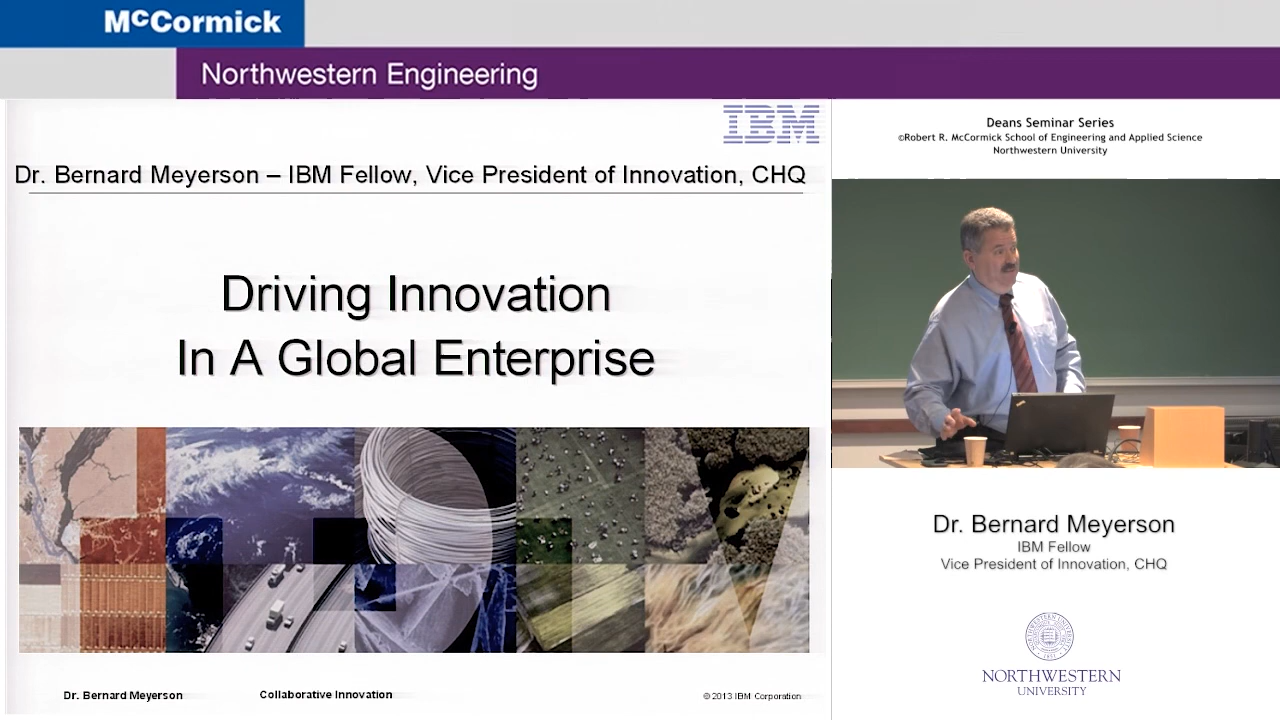 McCormick
Northwestern Engineering
IBM
Dr. Bernard Meyerson – IBM Fellow, Vice President of Innovation, CHQ
Driving Innovation
In A Global Enterprise
Dr. Bernard Meyerson
Collaborative Innovation
© 2013 IBM Corporation
Deans Seminar Series
©Robert R. McCormick School of Engineering and Applied Science
Northwestern University
Dr. Bernard Meyerson
IBM Fellow
Vice President of Innovation, CHQ
NORTHWESTERN
UNIVERSITY